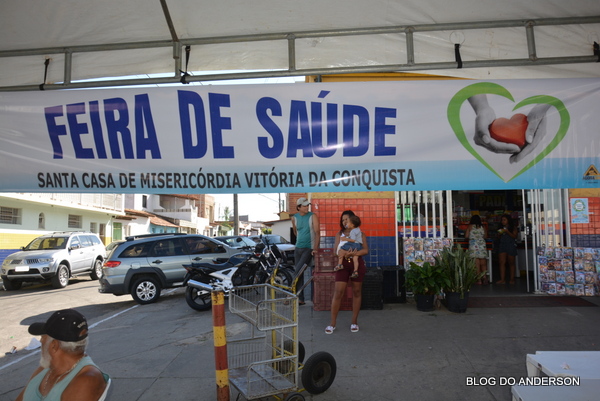 FEIRA DE SAÚDE
SANTA CASA DE MISERICÓRDIA VITÓRIA DA CONQUISTA
BLOG DO ANDERSON